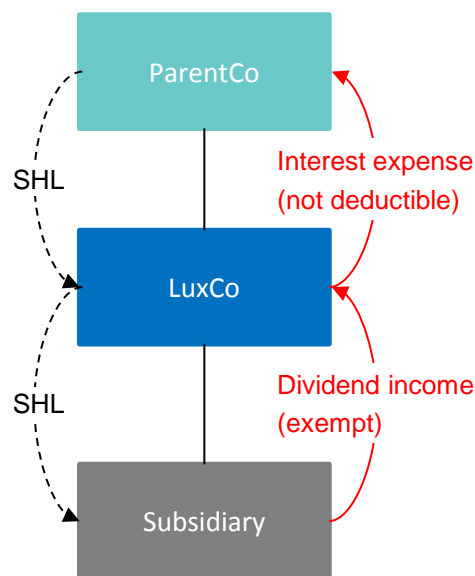 ParentCo
SHL
Interest expense
(not deductible)
LuxCo
SHL
Dividend income
(exempt)
Subsidiary